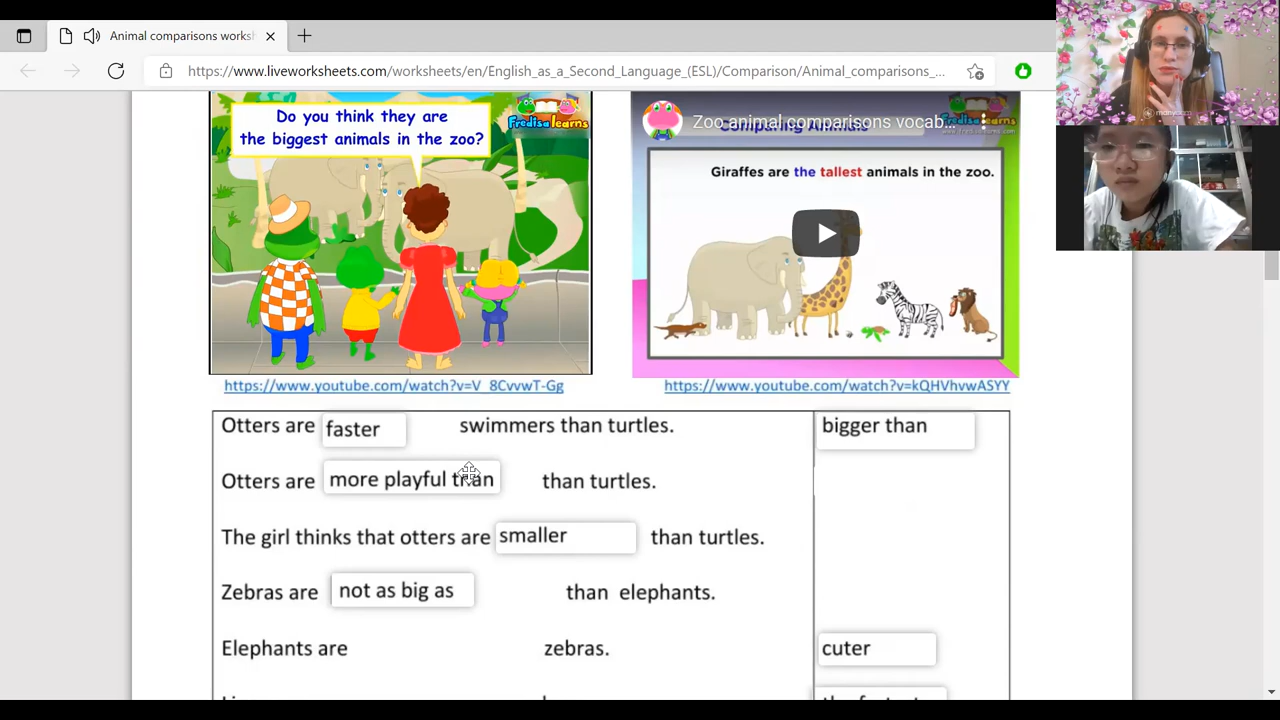 Animal comparisons works
https://www.liveworksheets.com/worksheets/en/English_as_a_Second_Language_(ESL)/Comparison/Animal_comparisons_...
Do you think they are
the biggest animals in the zoo?
Fredisalearns
Zoo animal comparisons vocab...
Comparing Animals
Fredisalearns
Giraffes are the tallest animals in the zoo.
https://www.youtube.com/watch?v=V_8CvvwT-Gg
https://www.youtube.com/watch?v=kQHVhvwASYY
Otters are faster swimmers than turtles.
bigger than
Otters are more playful than than turtles.
The girl thinks that otters are smaller than turtles.
Zebras are not as big as than elephants.
Elephants are zebras.
cuter